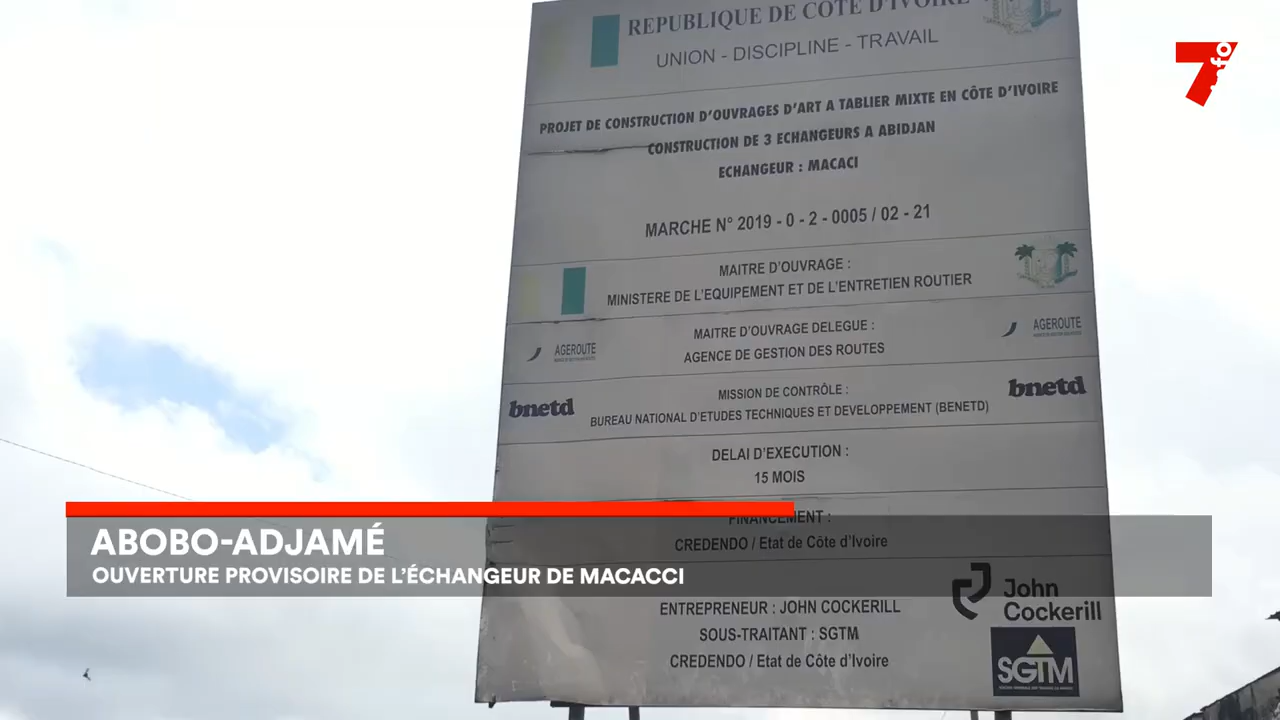 REPUBLIQUE DE COTE D'IVOIRE
UNION - DISCIPLINE - TRAVAIL
7
fo
PROJET DE CONSTRUCTION D'OUVRAGES D'ART A TABLIER MIXTE EN CÔTE D'IVOIRE
CONSTRUCTION DE 3 ECHANGEURS A ABIDJAN
ECHANGEUR : MACACI
MARCHE N° 2019 - 0 - 2 - 0005 / 02 - 21
MAITRE D'OUVRAGE :
MINISTERE DE L'EQUIPEMENT ET DE L'ENTRETIEN ROUTIER
MAITRE D'OUVRAGE DELEGUE :
AGENCE DE GESTION DES ROUTES
AGEROUTE
AGEROUTE
MISSION DE CONTRÔLE :
BUREAU NATIONAL D'ETUDES TECHNIQUES ET DEVELOPPEMENT (BENETD)
bnetd
bnetd
DELAI D'EXECUTION :
15 MOIS
FINANCEMENT :
CREDENDO / Etat de Côte d'Ivoire
ABOBO-ADJAMÉ
OUVERTURE PROVISOIRE DE L'ÉCHANGEUR DE MACACCI
ENTREPRENEUR : JOHN COCKERILL
SOUS-TRAITANT : SGTM
CREDENDO / Etat de Côte d'Ivoire
John
Cockerill
SGTM